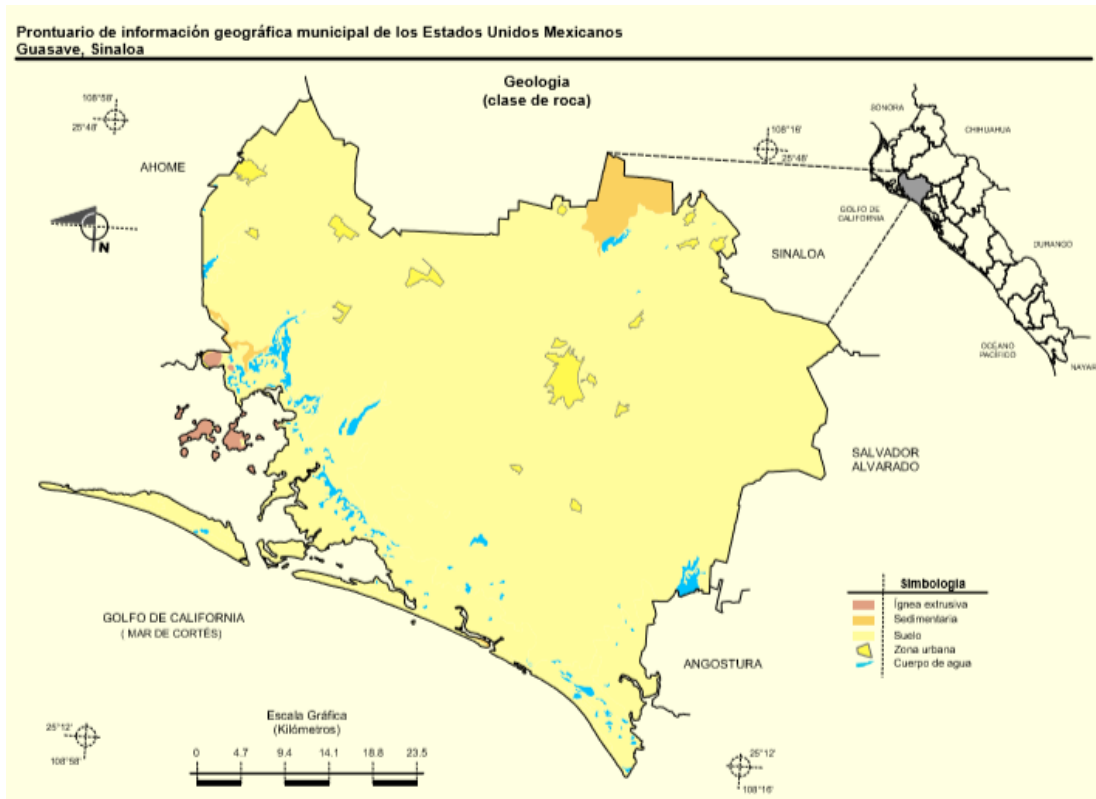 Prontuario de información geográfica municipal de los Estados Unidos Mexicanos
Guasave, Sinaloa
Geologia
(clase de roca)
108°58'
25°48'
108°16'
25°48'
AHOME
N
SONORA
CHIHUAHUA
GOLFO DE
CALIFORNIA
DURANGO
SINALOA
OCÉANO
PACÍFICO
NAYAR
SALVADOR
ALVARADO
GOLFO DE CALIFORNIA
( MAR DE CORTÉS)
ANGOSTURA
Simbología
Ígnea extrusiva
Sedimentaria
Suelo
Zona urbana
Cuerpo de agua
Escala Gráfica
(Kilómetros)
0 4.7 9.4 14.1 18.8 23.5
25°12'
108°58'
25°12'
108°16'